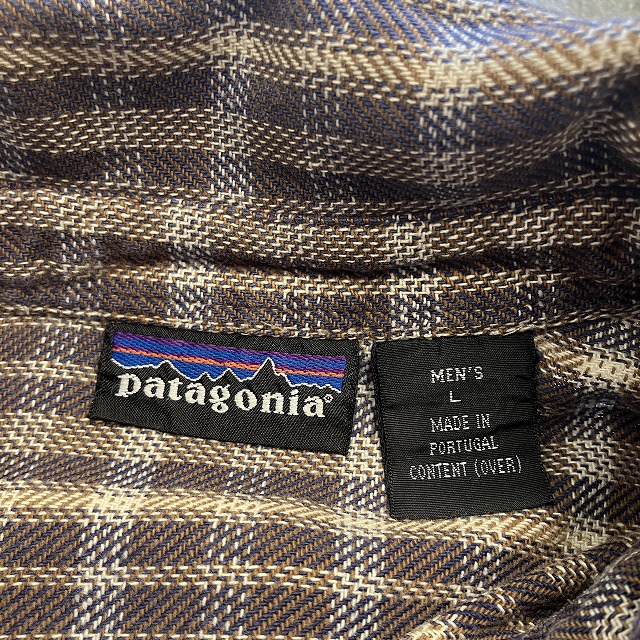 patagonia®
MEN'S
L
MADE IN
PORTUGAL
CONTENT (OVER)